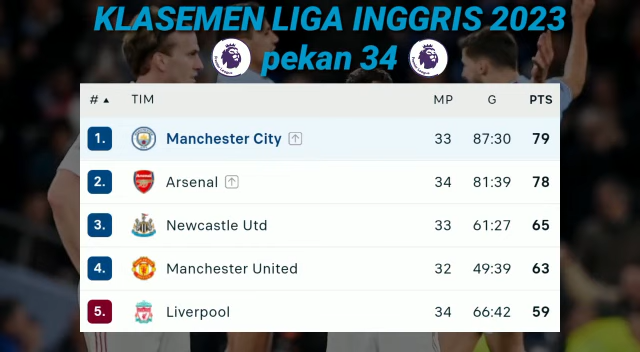 KLASEMEN LIGA INGGRIS 2023
pekan 34
# TIM MP G PTS
1. Manchester City 33 87:30 79
2. Arsenal 34 81:39 78
3. Newcastle Utd 33 61:27 65
4. Manchester United 32 49:39 63
5. Liverpool 34 66:42 59